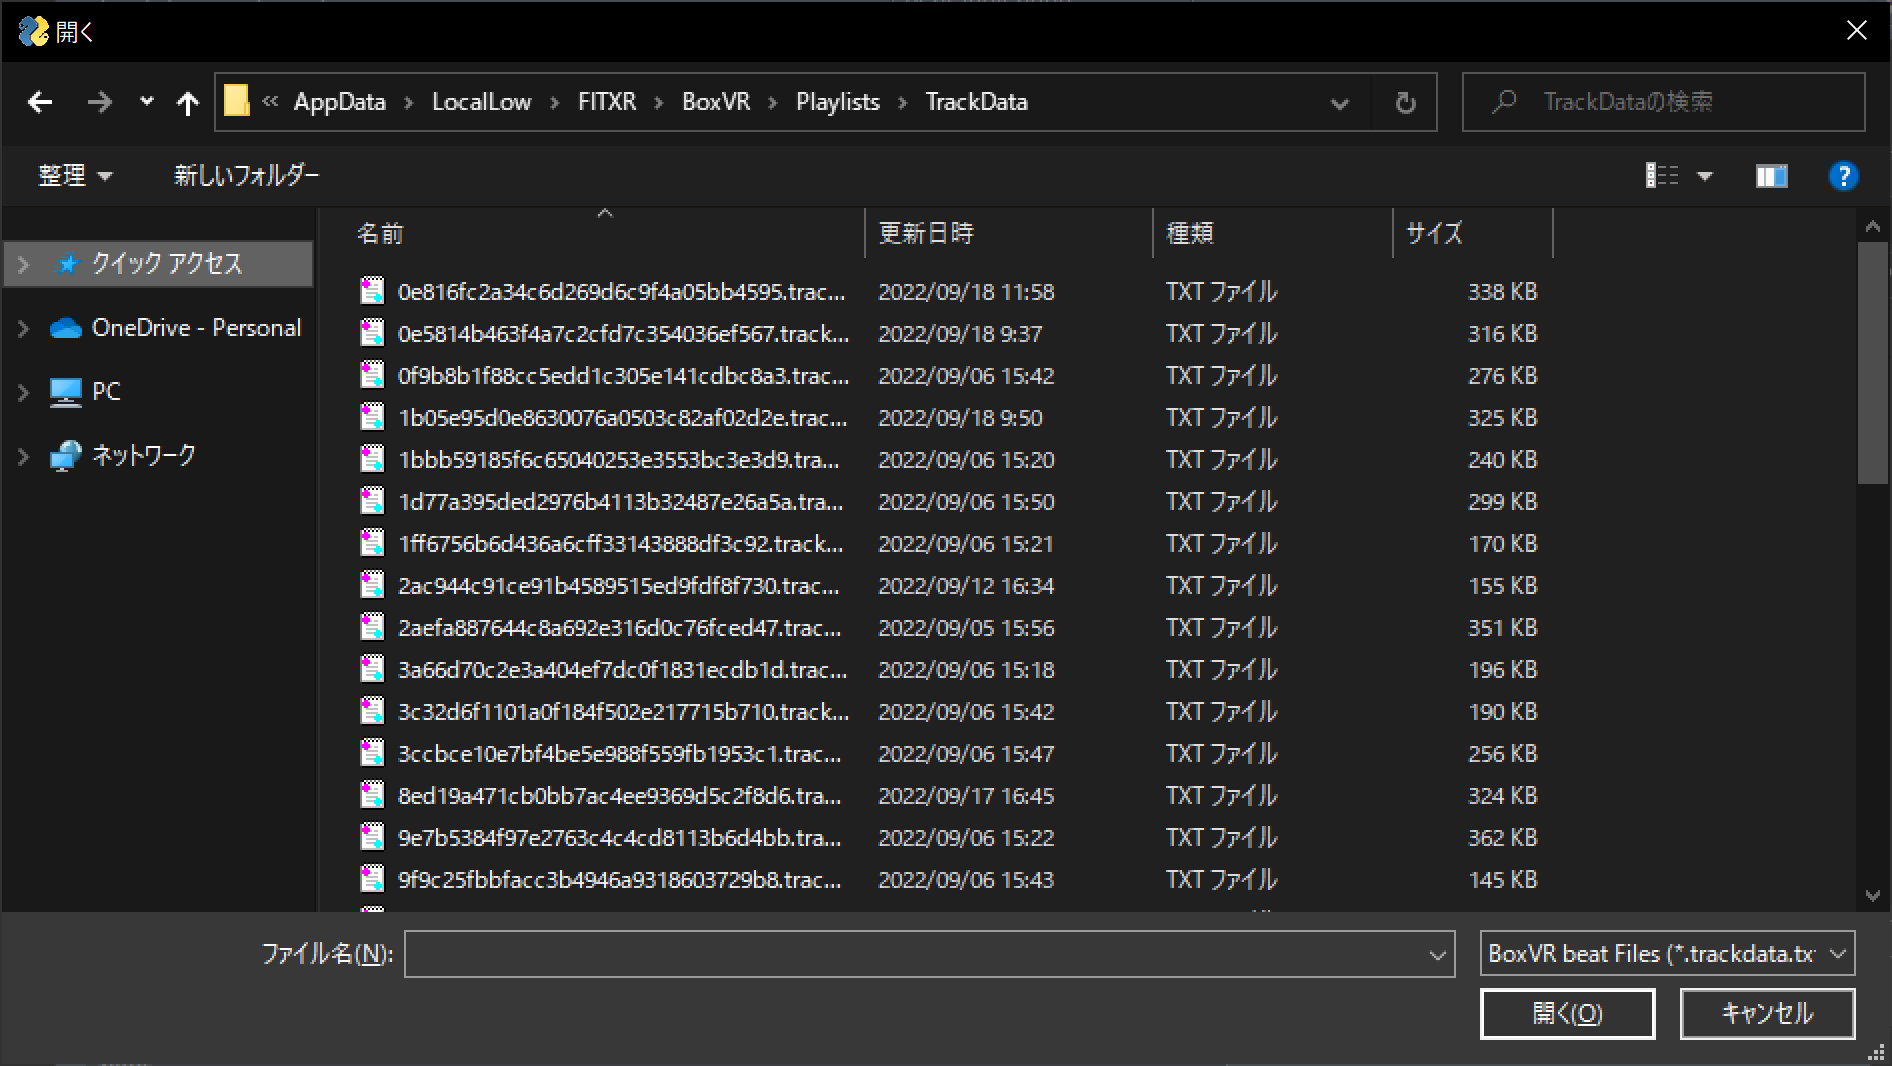 開く
« AppData › LocalLow › FITXR › BoxVR › Playlists › TrackData
TrackDataの検索
整理 新しいフォルダー
名前 更新日時 種類 サイズ
クイック アクセス
OneDrive - Personal
PC
ネットワーク
0e816fc2a34c6d269d6c9f4a05bb4595.trac... 2022/09/18 11:58 TXT ファイル 338 KB
0e5814b463f4a7c2cfd7c354036ef567.track... 2022/09/18 9:37 TXT ファイル 316 KB
0f9b8b1f88cc5edd1c305e141cdbc8a3.trac... 2022/09/06 15:42 TXT ファイル 276 KB
1b05e95d0e8630076a0503c82af02d2e.trac... 2022/09/18 9:50 TXT ファイル 325 KB
1bbb59185f6c65040253e3553bc3e3d9.tra... 2022/09/06 15:20 TXT ファイル 240 KB
1d77a395ded2976b4113b32487e26a5a.tra... 2022/09/06 15:50 TXT ファイル 299 KB
1ff6756b6d436a6cff33143888df3c92.track... 2022/09/06 15:21 TXT ファイル 170 KB
2ac944c91ce91b4589515ed9fdf8f730.trac... 2022/09/12 16:34 TXT ファイル 155 KB
2aefa887644c8a692e316d0c76fced47.trac... 2022/09/05 15:56 TXT ファイル 351 KB
3a66d70c2e3a404ef7dc0f1831ecdb1d.trac... 2022/09/06 15:18 TXT ファイル 196 KB
3c32d6f1101a0f184f502e217715b710.track... 2022/09/06 15:42 TXT ファイル 190 KB
3ccbce10e7bf4be5e988f559fb1953c1.trac... 2022/09/06 15:47 TXT ファイル 256 KB
8ed19a471cb0bb7ac4ee9369d5c2f8d6.tra... 2022/09/17 16:45 TXT ファイル 324 KB
9e7b5384f97e2763c4c4cd8113b6d4bb.tra... 2022/09/06 15:22 TXT ファイル 362 KB
9f9c25fbbfacc3b4946a9318603729b8.trac... 2022/09/06 15:43 TXT ファイル 145 KB
ファイル名(N):
BoxVR beat Files (*.trackdata.tx
開く(O) キャンセル